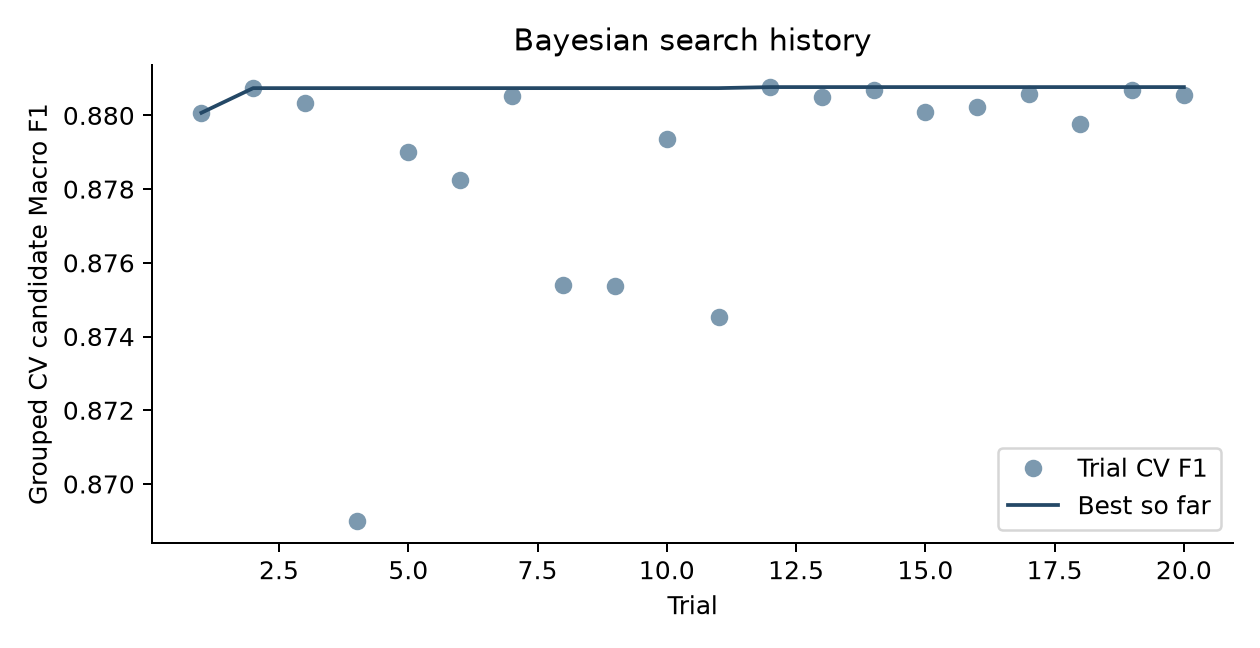 Bayesian search history
Grouped CV candidate Macro F1
0.880
0.878
0.876
0.874
0.872
0.870
Trial CV F1
Best so far
2.5 5.0 7.5 10.0 12.5 15.0 17.5 20.0
Trial